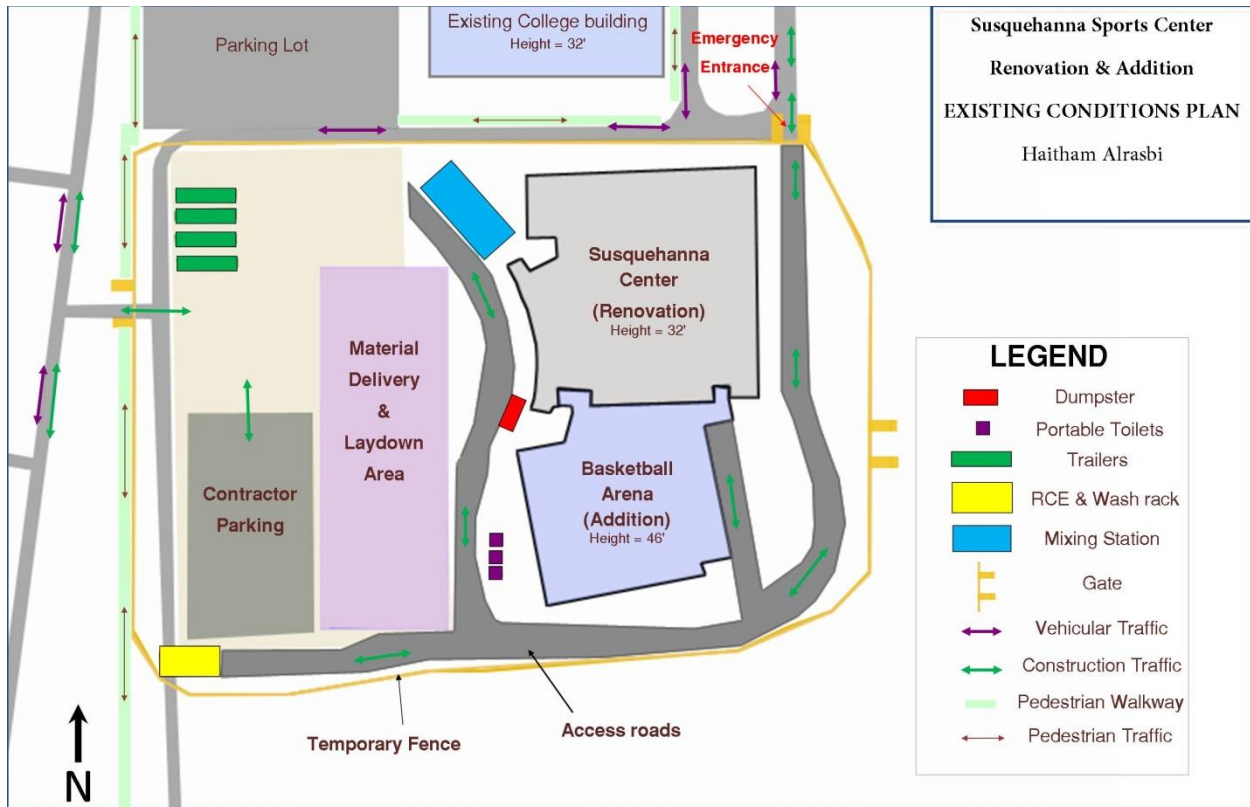 Parking Lot
Existing College building
Height = 32'
Emergency
Entrance
Susquehanna Sports Center
Renovation & Addition
EXISTING CONDITIONS PLAN
Haitham Alrasbi
Susquehanna
Center
(Renovation)
Height = 32'
Material
Delivery
&
Laydown
Area
Contractor
Parking
Basketball
Arena
(Addition)
Height = 46'
Temporary Fence
Access roads
N
LEGEND
Dumpster
Portable Toilets
Trailers
RCE & Wash rack
Mixing Station
Gate
Vehicular Traffic
Construction Traffic
Pedestrian Walkway
Pedestrian Traffic